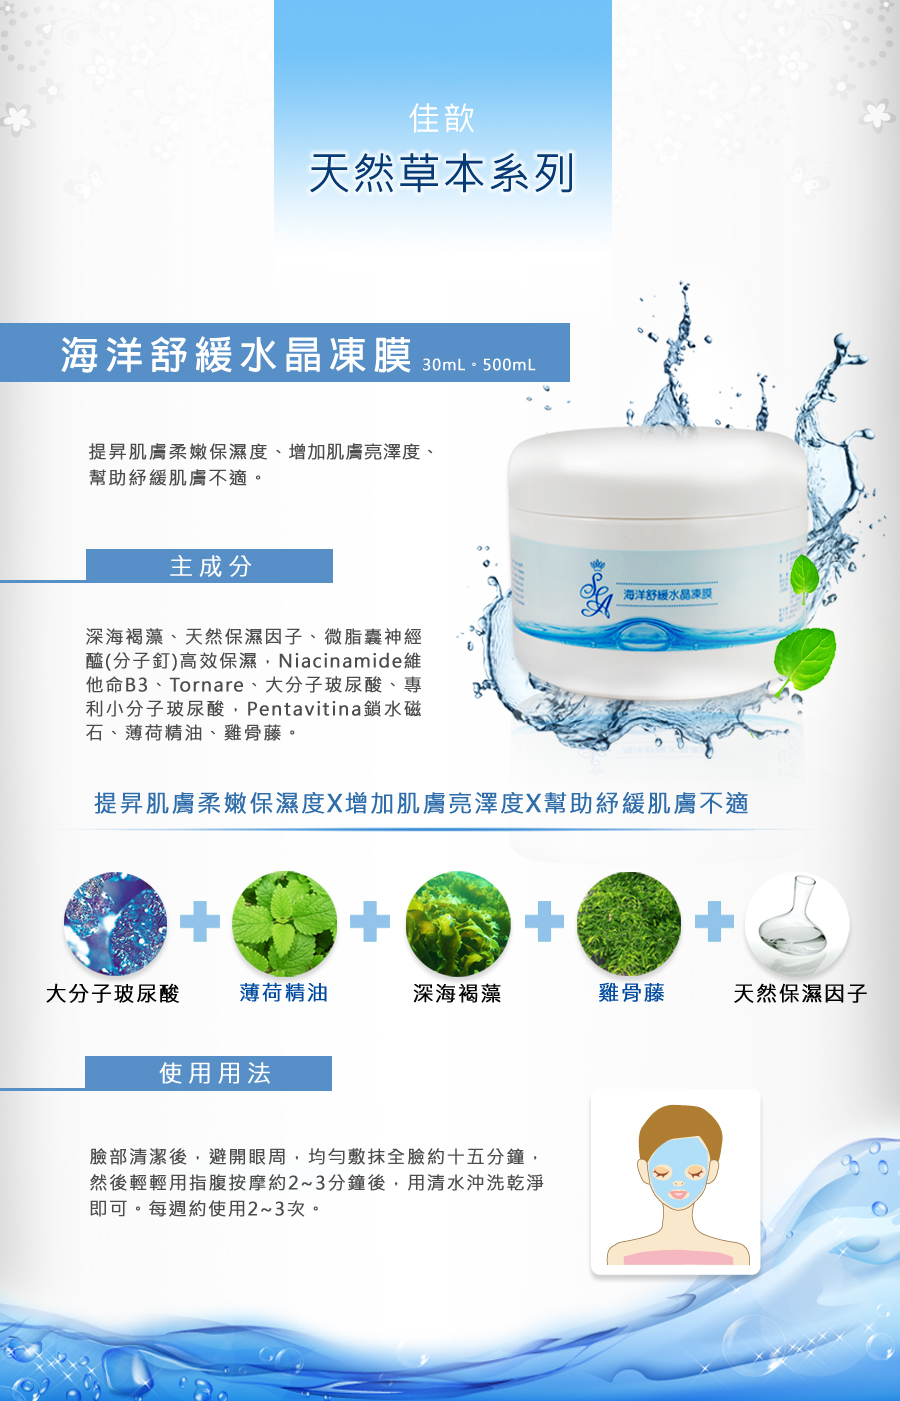 佳歆
天然草本系列
海洋舒緩水晶凍膜 30mL。500mL
提昇肌膚柔嫩保濕度、增加肌膚亮澤度、
幫助紓緩肌膚不適。
海洋舒緩水晶凍膜
主成分
深海褐藻、天然保濕因子、微脂囊神經
醯(分子釘)高效保濕，Niacinamide維
他命B3、Tornare、大分子玻尿酸、專
利小分子玻尿酸，Pentavitina鎖水磁
石、薄荷精油、雞骨藤。
提昇肌膚柔嫩保濕度X增加肌膚亮澤度X幫助紓緩肌膚不適
大分子玻尿酸 薄荷精油 深海褐藻 雞骨藤 天然保濕因子
使用用法
臉部清潔後，避開眼周，均勻敷抹全臉約十五分鐘，
然後輕輕用指腹按摩約2~3分鐘後，用清水沖洗乾淨
即可。每週約使用2~3次。